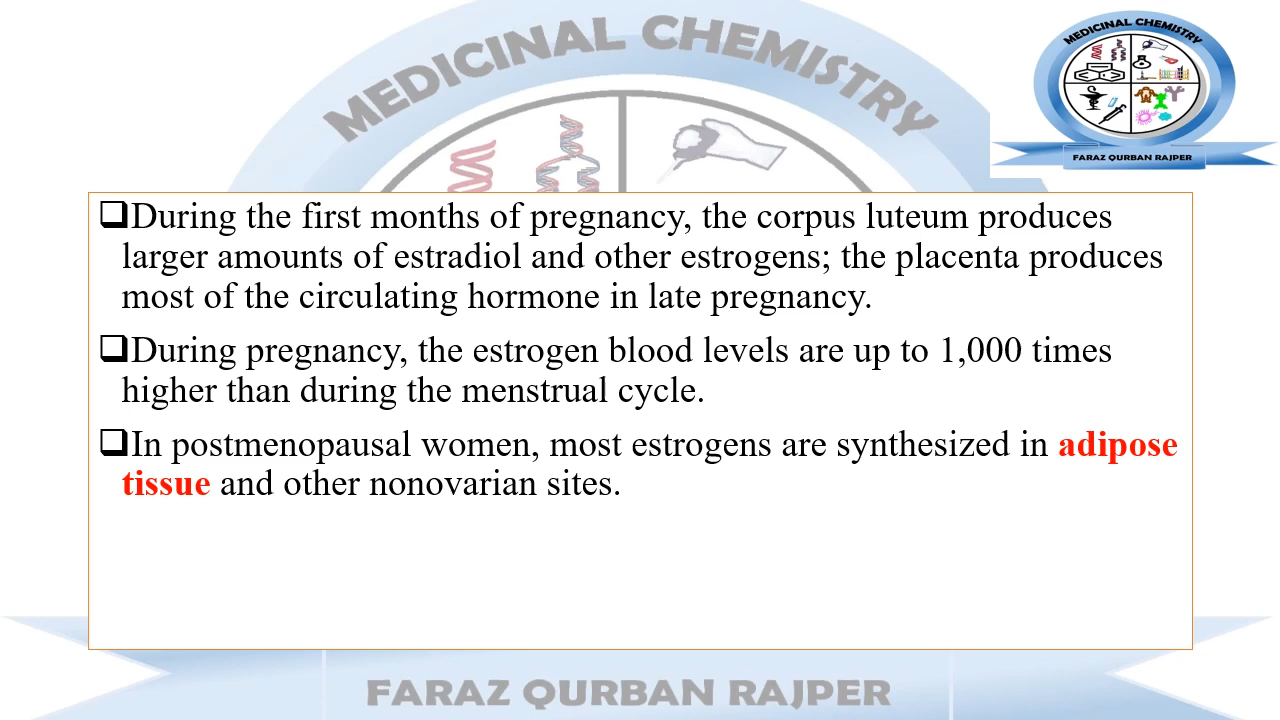 MEDICINAL CHEMISTRY
MEDICINAL CHEMISTRY
FARAZ QURBAN RAJPER
❑During the first months of pregnancy, the corpus luteum produces
larger amounts of estradiol and other estrogens; the placenta produces
most of the circulating hormone in late pregnancy.
❑During pregnancy, the estrogen blood levels are up to 1,000 times
higher than during the menstrual cycle.
❑In postmenopausal women, most estrogens are synthesized in adipose
tissue and other nonovarian sites.
FARAZ QURBAN RAJPER